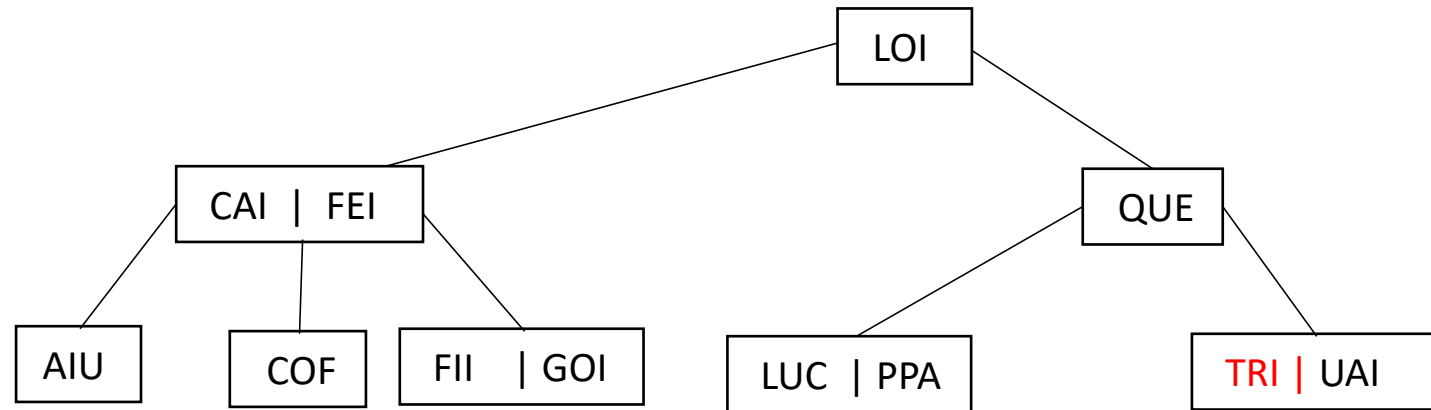 LOI
CAI | FEI
QUE
AIU
COF
FII | GOI
LUC | PPA
TRI | UAI